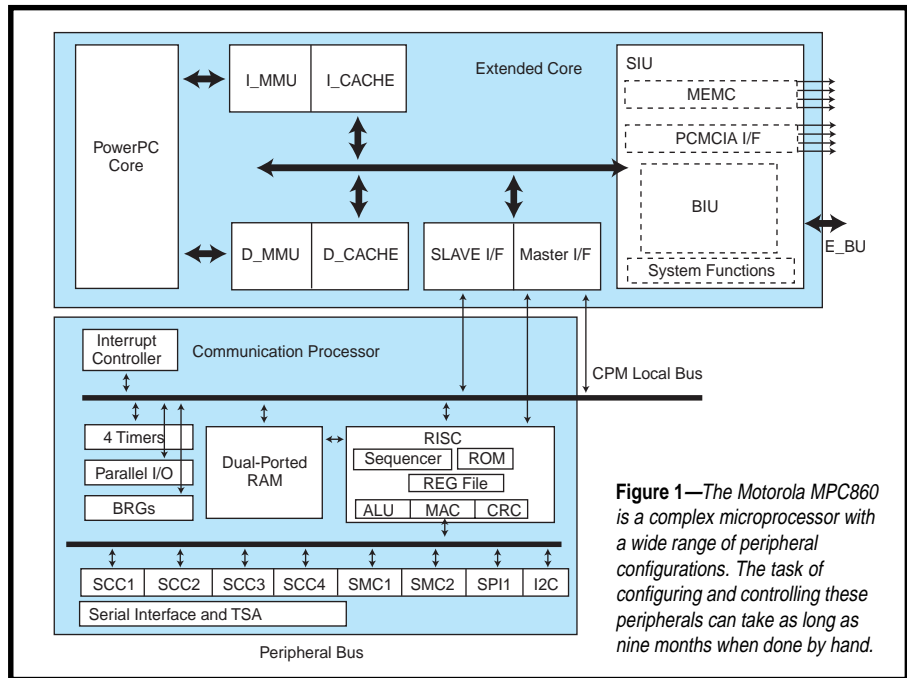 Extended Core
I_MMU
I_CACHE
PowerPC
Core
D_MMU
D_CACHE
SLAVE I/F
Master I/F
SIU
MEMC
PCMCIA I/F
BIU
System Functions
E_BU
Communication Processor
Interrupt
Controller
CPM Local Bus
4 Timers
Parallel I/O
BRGs
Dual-Ported
RAM
RISC
Sequencer
ROM
REG File
ALU
MAC
CRC
SCC1
SCC2
SCC3
SCC4
SMC1
SMC2
SPI1
I2C
Serial Interface and TSA
Peripheral Bus
Figure 1—The Motorola MPC860
is a complex microprocessor with
a wide range of peripheral
configurations. The task of
configuring and controlling these
peripherals can take as long as
nine months when done by hand.